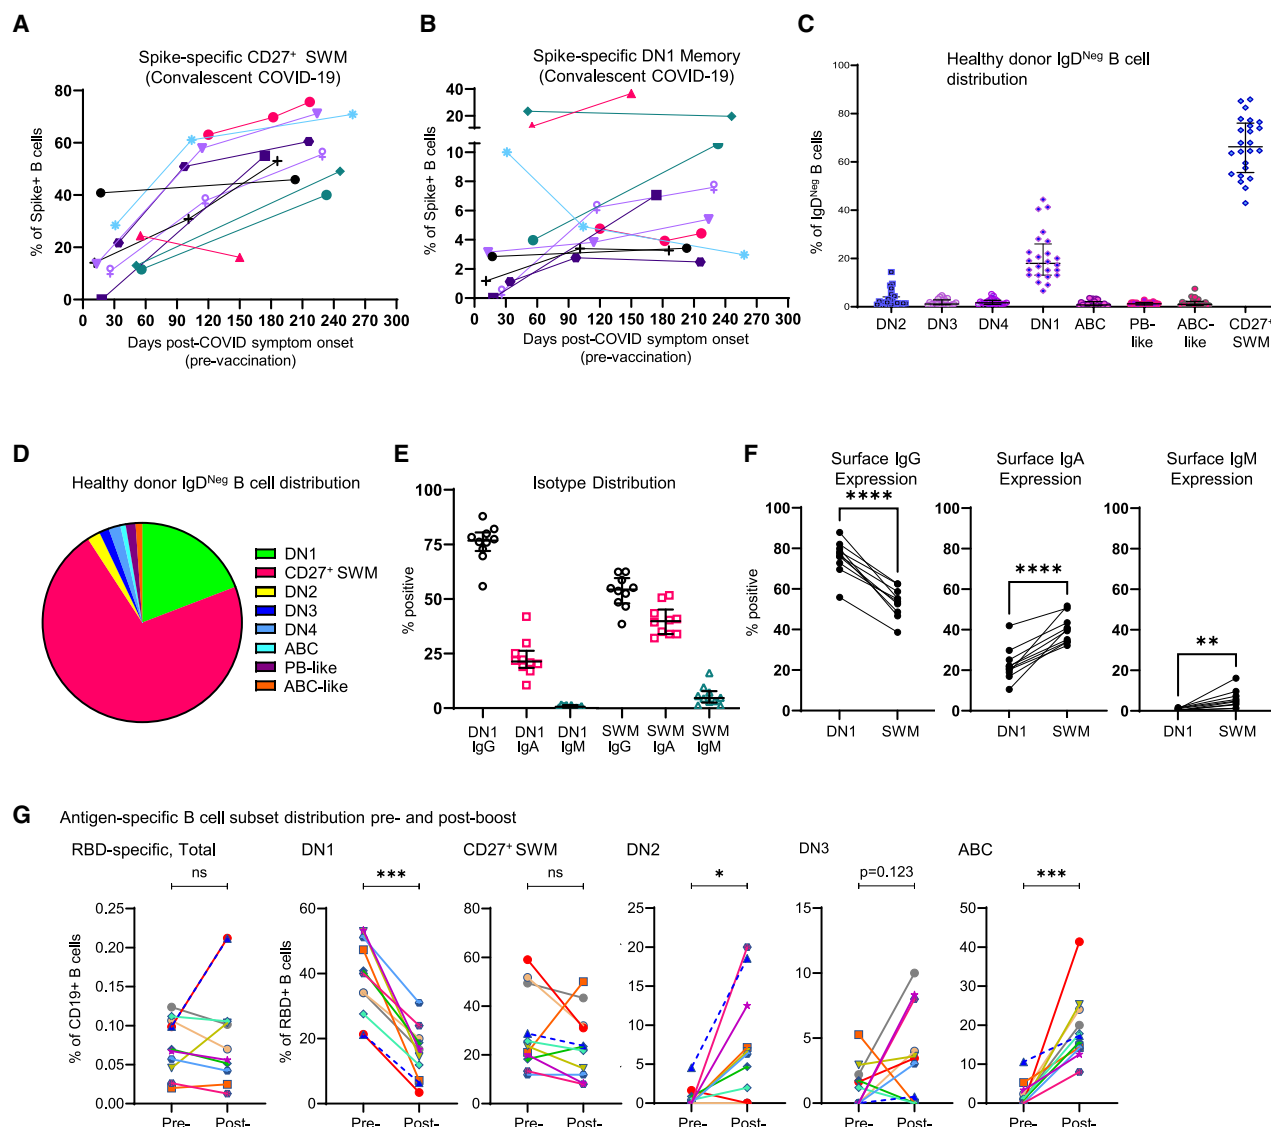 A
Spike-specific CD27+ SWM
(Convalescent COVID-19)
% of Spike+ B cells
80
60
40
20
0
0 30 60 90 120 150 180 210 240 270 300
Days post-COVID symptom onset
(pre-vaccination)
B
Spike-specific DN1 Memory
(Convalescent COVID-19)
% of Spike+ B cells
40
20
10
8
6
4
2
0
0 30 60 90 120 150 180 210 240 270 300
Days post-COVID symptom onset
(pre-vaccination)
C
Healthy donor IgDNeg B cell
distribution
% of IgDNeg B cells
100
80
60
40
20
0
DN2 DN3 DN4 DN1 ABC PB-like ABC-like CD27+ SWM
D
Healthy donor IgDNeg B cell distribution
DN1
CD27+ SWM
DN2
DN3
DN4
ABC
PB-like
ABC-like
E
Isotype Distribution
% positive
100
75
50
25
0
DN1 DN1 DN1 SWM SWM SWM
IgG IgA IgM IgG IgA IgM
F
Surface IgG
Expression
****
% positive
100
80
60
40
20
0
DN1 SWM
Surface IgA
Expression
****
100
80
60
40
20
0
DN1 SWM
Surface IgM
Expression
**
100
80
60
40
20
0
DN1 SWM
G
Antigen-specific B cell subset distribution pre- and post-boost
RBD-specific, Total
ns
% of CD19+ B cells
0.25
0.20
0.15
0.10
0.05
0.00
Pre- Post-
DN1
***
% of RBD+ B cells
60
40
20
0
Pre- Post-
CD27+ SWM
ns
80
60
40
20
0
Pre- Post-
DN2
*
25
20
15
10
5
0
Pre- Post-
DN3
p=0.123
15
10
5
0
Pre- Post-
ABC
***
50
40
30
20
10
0
Pre- Post-